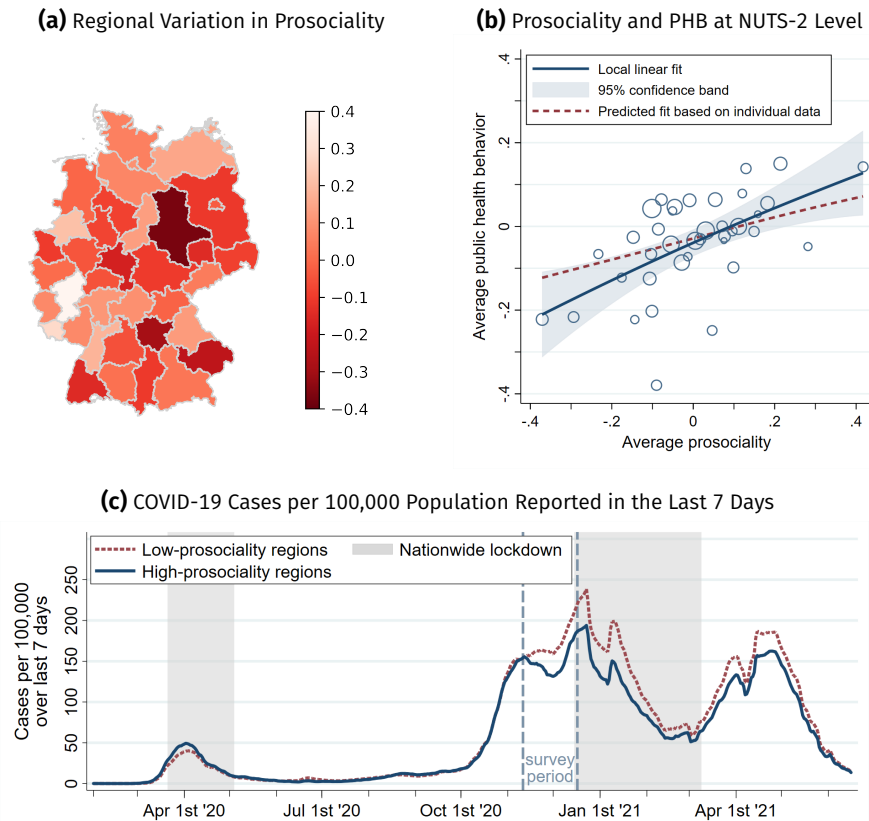 (a) Regional Variation in Prosociality
0.4
0.3
0.2
0.1
0.0
−0.1
−0.2
−0.3
−0.4
(b) Prosociality and PHB at NUTS-2 Level
Local linear fit
95% confidence band
Predicted fit based on individual data
Average public health behavior
.4
.2
0
-.2
-.4
-.4 -.2 0 .2 .4
Average prosociality
(c) COVID-19 Cases per 100,000 Population Reported in the Last 7 Days
Low-prosociality regions
Nationwide lockdown
High-prosociality regions
Cases per 100,000
over last 7 days
250
200
150
100
50
0
survey
period
Apr 1st '20 Jul 1st '20 Oct 1st '20 Jan 1st '21 Apr 1st '21